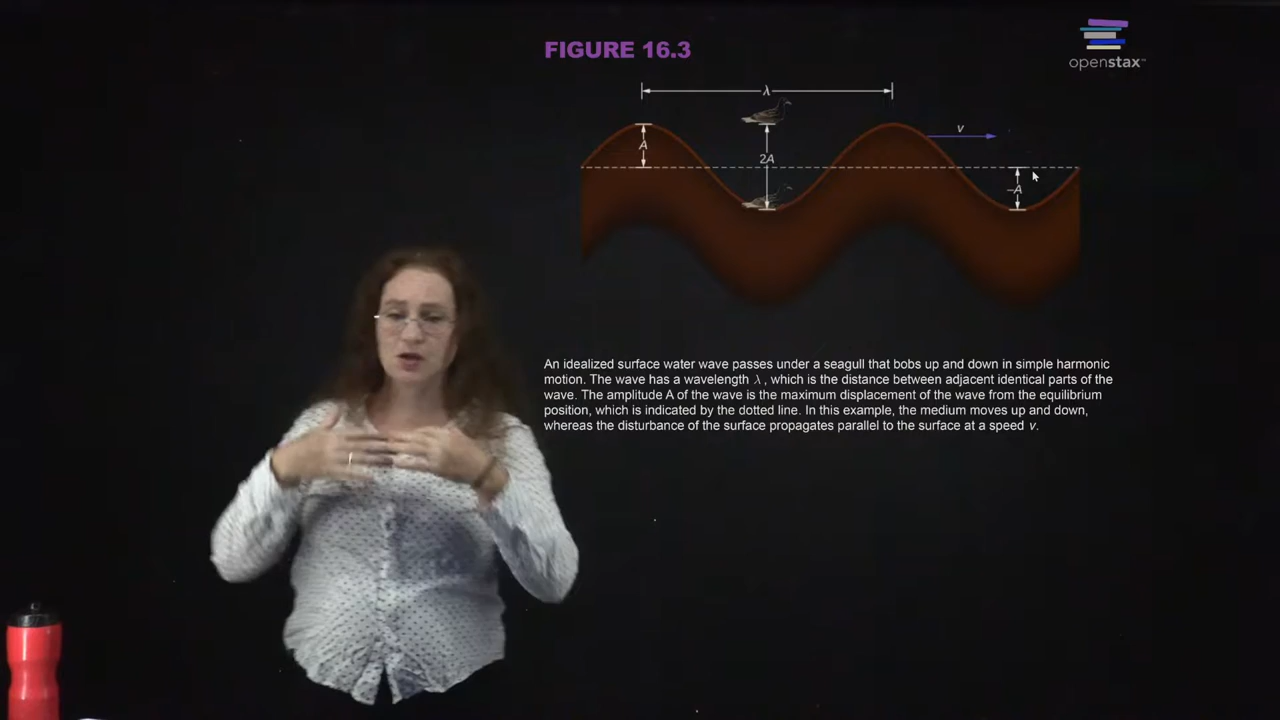 FIGURE 16.3
openstax™
λ
A
2A
v
–A
An idealized surface water wave passes under a seagull that bobs up and down in simple harmonic
motion. The wave has a wavelength λ , which is the distance between adjacent identical parts of the
wave. The amplitude A of the wave is the maximum displacement of the wave from the equilibrium
position, which is indicated by the dotted line. In this example, the medium moves up and down,
whereas the disturbance of the surface propagates parallel to the surface at a speed v.